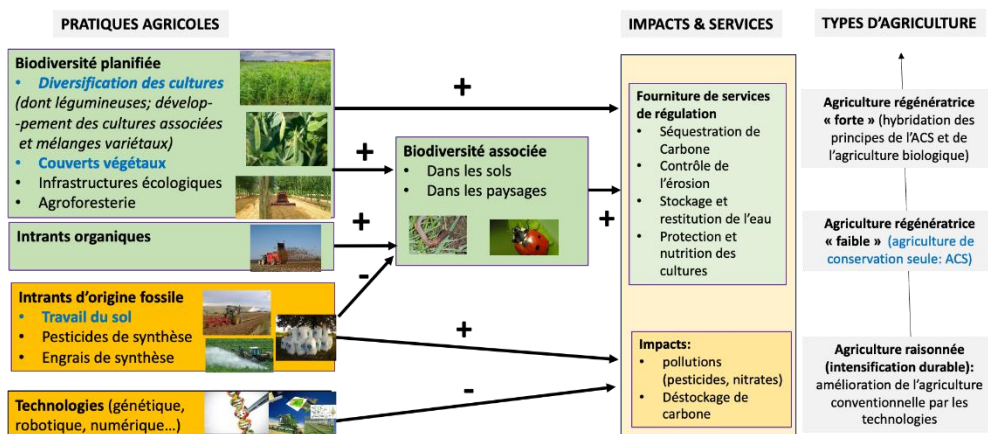 PRATIQUES AGRICOLES
IMPACTS & SERVICES
TYPES D’AGRICULTURE
Biodiversité planifiée
• Diversification des cultures
(dont légumineuses; dévelop-
-pement des cultures associées
et mélanges variétaux)
• Couverts végétaux
• Infrastructures écologiques
• Agroforesterie
Intrants organiques
Intrants d’origine fossile
• Travail du sol
• Pesticides de synthèse
• Engrais de synthèse
Technologies (génétique,
robotique, numérique...)
+
+
+
-
+
-
Biodiversité associée
• Dans les sols
• Dans les paysages
+
Fourniture de services
de régulation
• Séquestration de
Carbone
• Contrôle de
l’érosion
• Stockage et
restitution de l’eau
• Protection et
nutrition des
cultures
Impacts:
• pollutions
(pesticides, nitrates)
• Déstockage de
carbone
Agriculture régénératrice
« forte » (hybridation des
principes de l’ACS et de
l’agriculture biologique)
Agriculture régénératrice
« faible » (agriculture de
conservation seule: ACS)
Agriculture raisonnée
(intensification durable):
amélioration de l’agriculture
conventionnelle par les
technologies